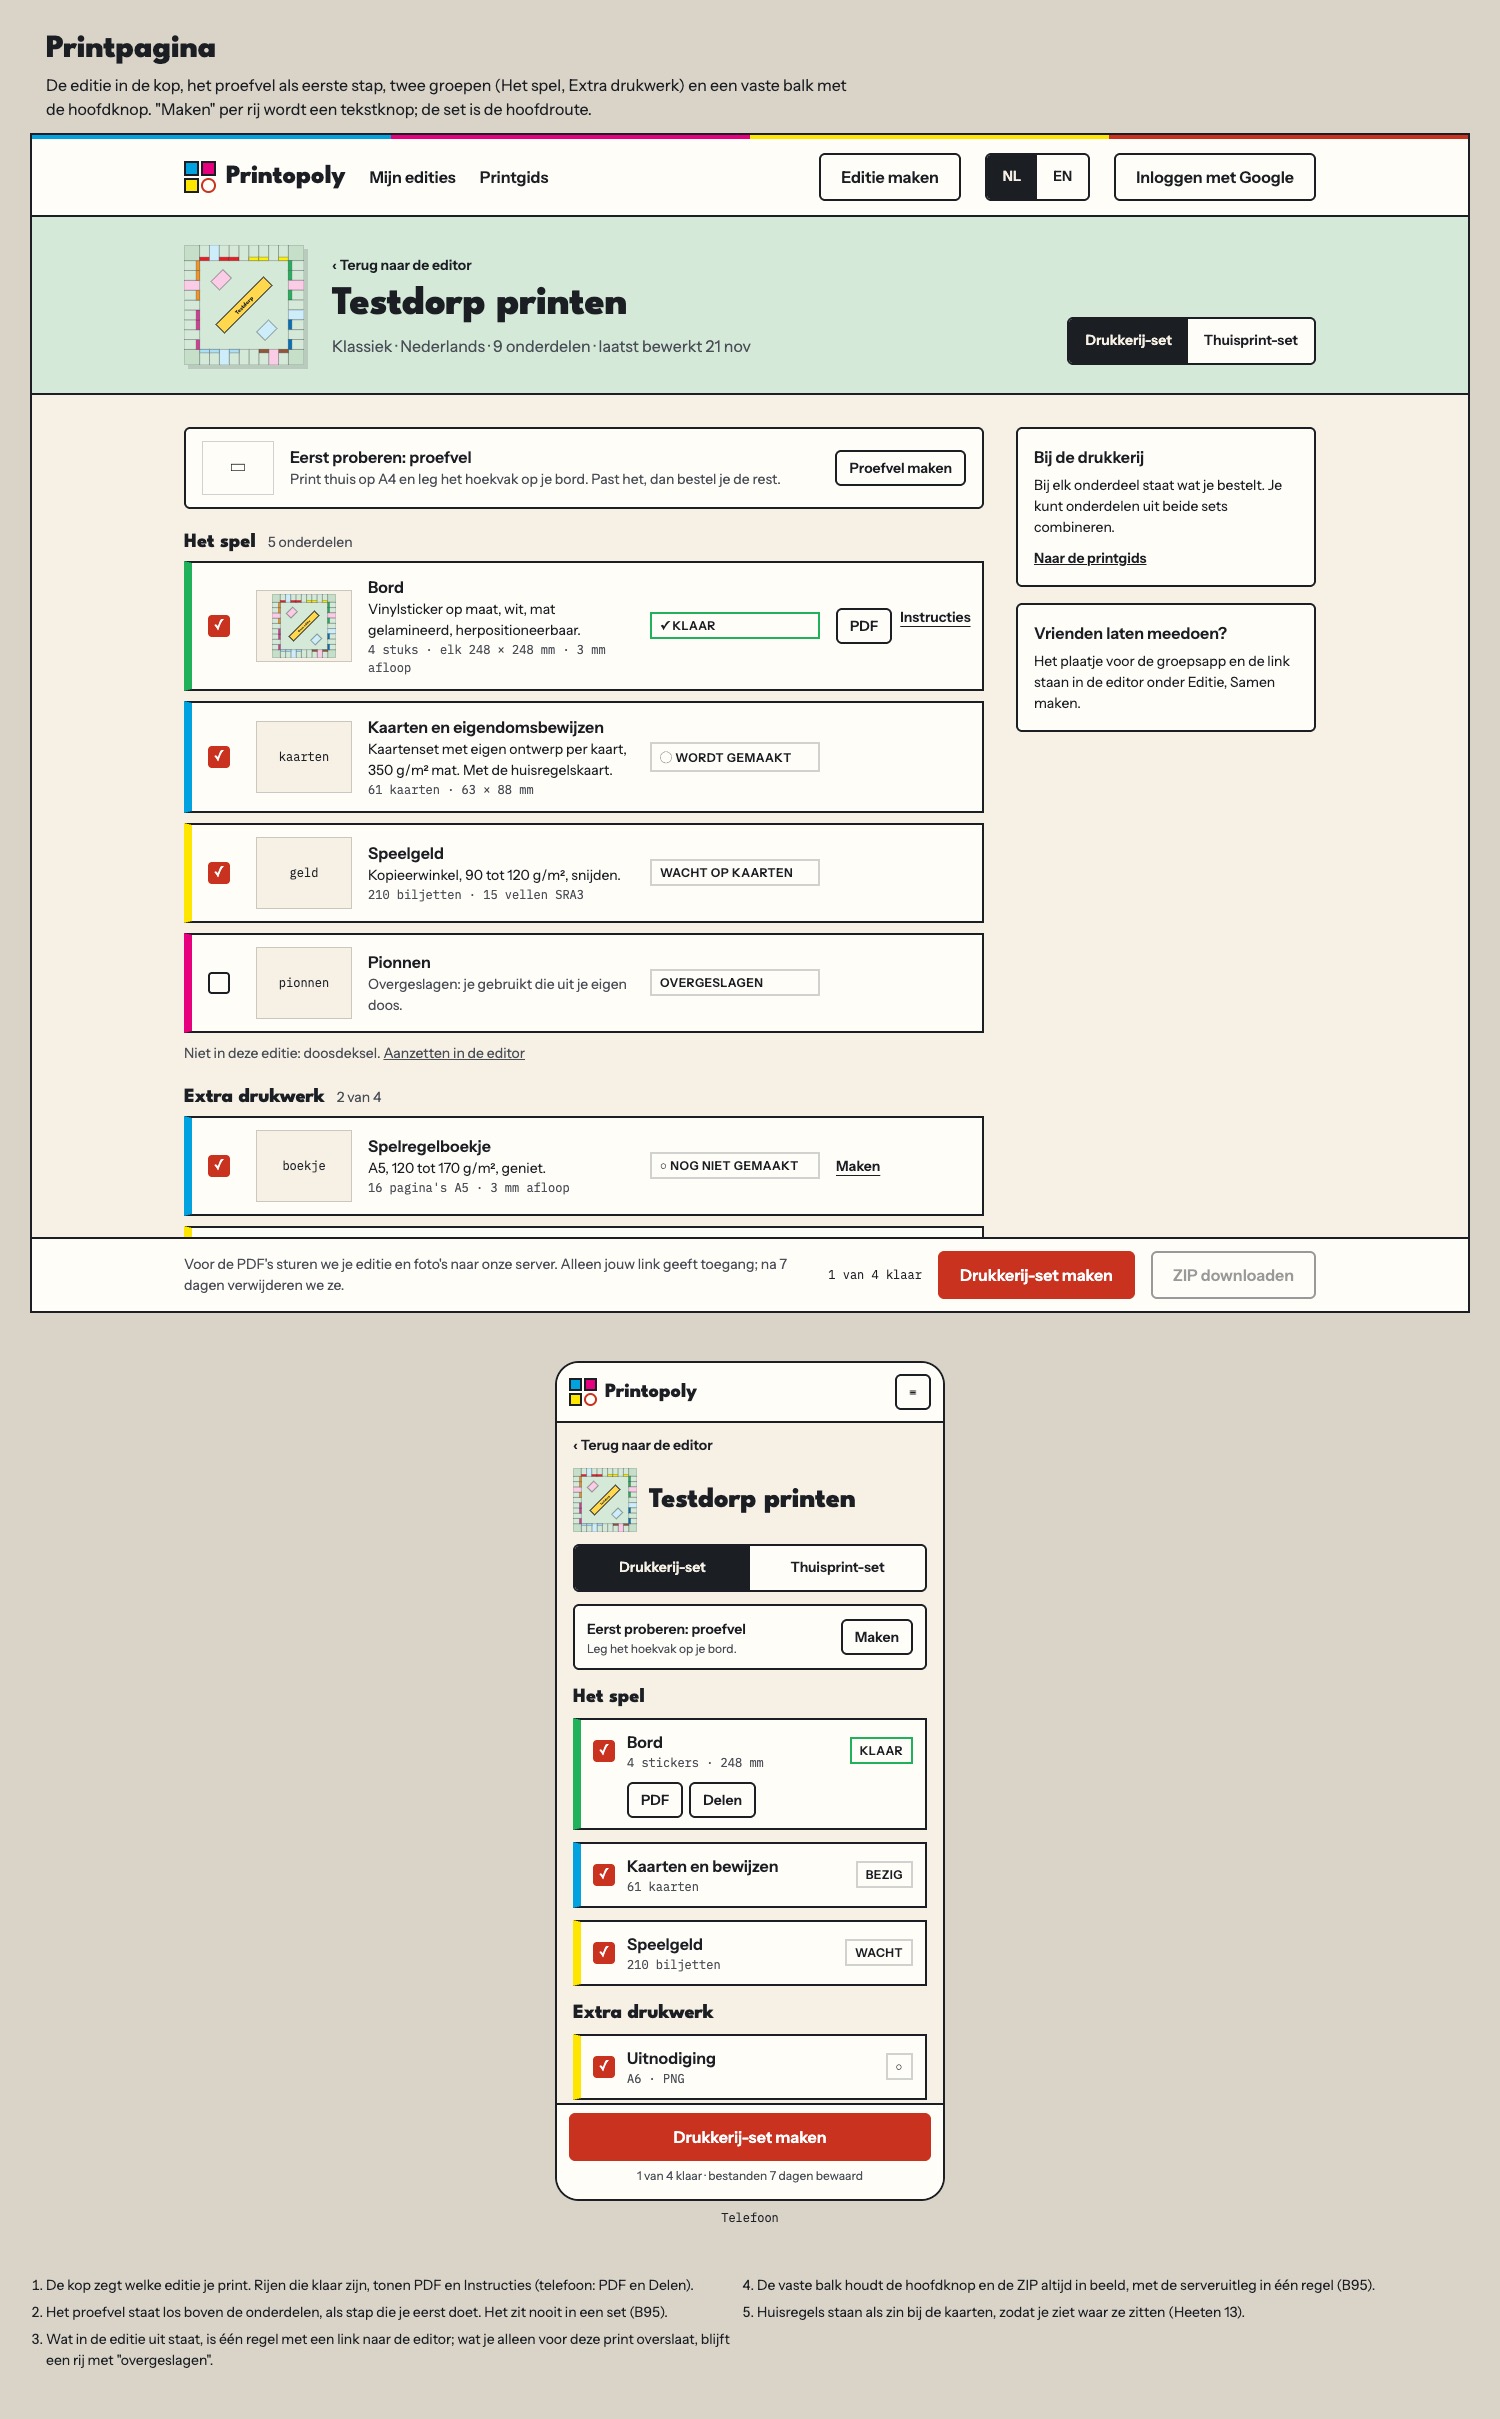 Printpagina
De editie in de kop, het proefvel als eerste stap, twee groepen (Het spel, Extra drukwerk) en een vaste balk met
de hoofdknop. "Maken" per rij wordt een tekstknop; de set is de hoofdroute.
Printopoly
Mijn edities
Printgids
Editie maken
NL
EN
Inloggen met Google
Testdorp
‹ Terug naar de editor
Testdorp printen
Klassiek · Nederlands · 9 onderdelen · laatst bewerkt 21 nov
Drukkerij-set
Thuisprint-set
Eerst proberen: proefvel
Print thuis op A4 en leg het hoekvak op je bord. Past het, dan bestel je de rest.
Proefvel maken
Het spel
5 onderdelen
Bord
Vinylsticker op maat, wit, mat
gelamineerd, herpositioneerbaar.
4 stuks · elk 248 × 248 mm · 3 mm
afloop
✓ KLAAR
PDF
Instructies
kaarten
Kaarten en eigendomsbewijzen
Kaartenset met eigen ontwerp per kaart,
350 g/m² mat. Met de huisregelskaart.
61 kaarten · 63 × 88 mm
WORDT GEMAAKT
geld
Speelgeld
Kopieerwinkel, 90 tot 120 g/m², snijden.
210 biljetten · 15 vellen SRA3
WACHT OP KAARTEN
pionnen
Pionnen
Overgeslagen: je gebruikt die uit je eigen
doos.
OVERGESLAGEN
Niet in deze editie: doosdeksel. Aanzetten in de editor
Extra drukwerk
2 van 4
boekje
Spelregelboekje
A5, 120 tot 170 g/m², geniet.
16 pagina's A5 · 3 mm afloop
○ NOG NIET GEMAAKT
Maken
Bij de drukkerij
Bij elk onderdeel staat wat je bestelt. Je
kunt onderdelen uit beide sets
combineren.
Naar de printgids
Vrienden laten meedoen?
Het plaatje voor de groepsapp en de link
staan in de editor onder Editie, Samen
maken.
Voor de PDF's sturen we je editie en foto's naar onze server. Alleen jouw link geeft toegang; na 7
dagen verwijderen we ze.
1 van 4 klaar
Drukkerij-set maken
ZIP downloaden
Printopoly
‹ Terug naar de editor
Testdorp printen
Drukkerij-set
Thuisprint-set
Eerst proberen: proefvel
Leg het hoekvak op je bord.
Maken
Het spel
Bord
4 stickers · 248 mm
KLAAR
PDF
Delen
Kaarten en bewijzen
61 kaarten
BEZIG
Speelgeld
210 biljetten
WACHT
Extra drukwerk
Uitnodiging
A6 · PNG
○
Drukkerij-set maken
1 van 4 klaar · bestanden 7 dagen bewaard
Telefoon
1. De kop zegt welke editie je print. Rijen die klaar zijn, tonen PDF en Instructies (telefoon: PDF en Delen).
2. Het proefvel staat los boven de onderdelen, als stap die je eerst doet. Het zit nooit in een set (B95).
3. Wat in de editie uit staat, is één regel met een link naar de editor; wat je alleen voor deze print overslaat, blijft
een rij met "overgeslagen".
4. De vaste balk houdt de hoofdknop en de ZIP altijd in beeld, met de serveruitleg in één regel (B95).
5. Huisregels staan als zin bij de kaarten, zodat je ziet waar ze zitten (Heeten 13).